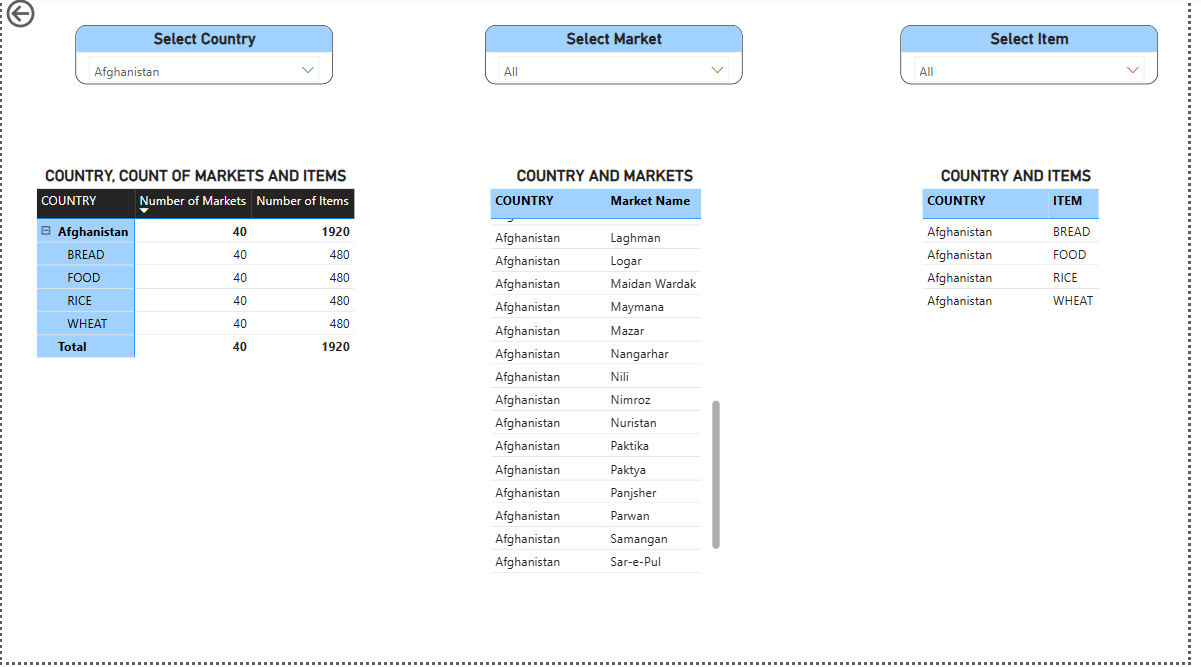 Select Country
Afghanistan
Select Market
All
Select Item
All
COUNTRY, COUNT OF MARKETS AND ITEMS
COUNTRY Number of Markets Number of Items
Afghanistan 40 1920
BREAD 40 480
FOOD 40 480
RICE 40 480
WHEAT 40 480
Total 40 1920
COUNTRY AND MARKETS
COUNTRY Market Name
Afghanistan Laghman
Afghanistan Logar
Afghanistan Maidan Wardak
Afghanistan Maymana
Afghanistan Mazar
Afghanistan Nangarhar
Afghanistan Nili
Afghanistan Nimroz
Afghanistan Nuristan
Afghanistan Paktika
Afghanistan Paktya
Afghanistan Panjsher
Afghanistan Parwan
Afghanistan Samangan
Afghanistan Sar-e-Pul
COUNTRY AND ITEMS
COUNTRY ITEM
Afghanistan BREAD
Afghanistan FOOD
Afghanistan RICE
Afghanistan WHEAT